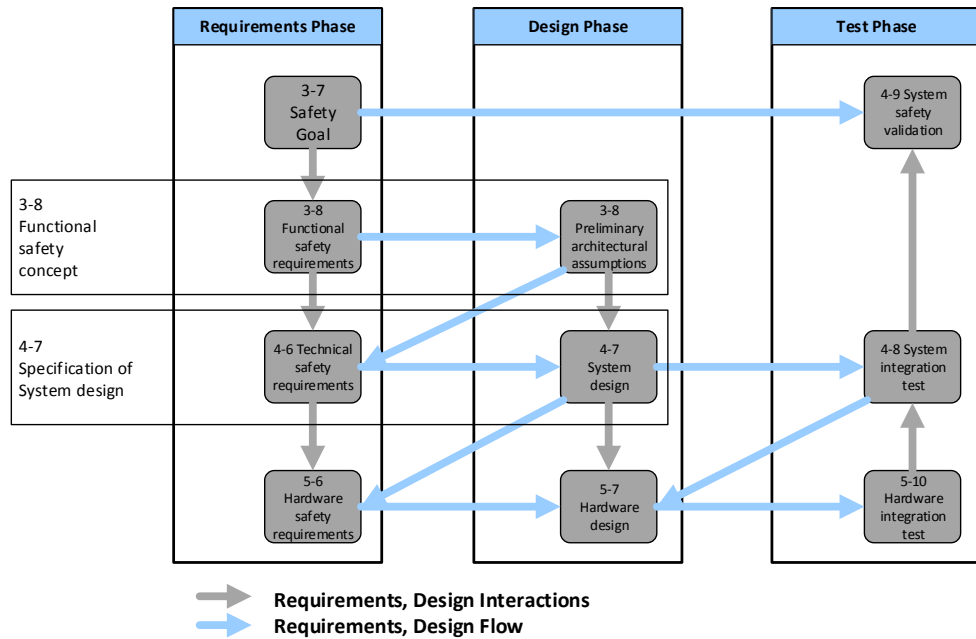 Requirements Phase
Design Phase
Test Phase
3-7
Safety
Goal
4-9 System
safety
validation
3-8
Functional
safety
concept
3-8
Functional
safety
requirements
3-8
Preliminary
architectural
assumptions
4-7
Specification of
System design
4-6 Technical
safety
requirements
4-7
System
design
4-8 System
integration
test
5-6
Hardware
safety
requirements
5-7
Hardware
design
5-10
Hardware
integration
test
Requirements, Design Interactions
Requirements, Design Flow